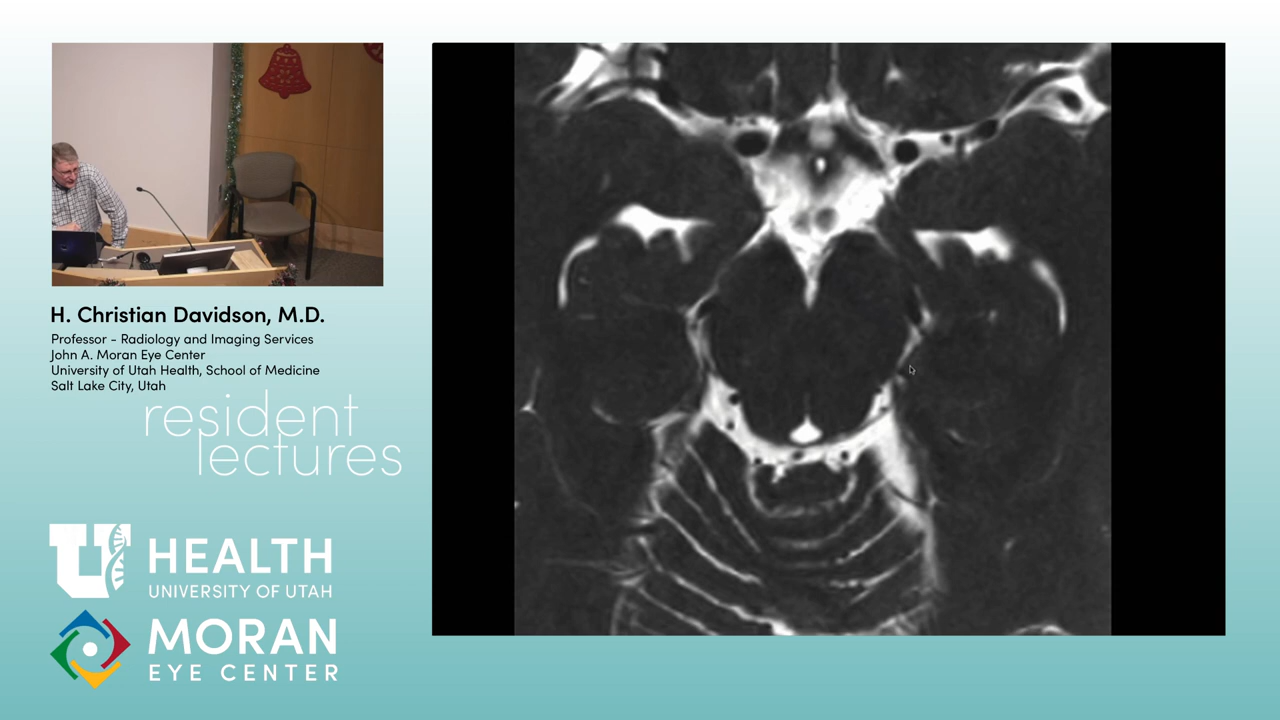 H. Christian Davidson, M.D.
Professor - Radiology and Imaging Services
John A. Moran Eye Center
University of Utah Health, School of Medicine
Salt Lake City, Utah
resident
lectures
U HEALTH
UNIVERSITY OF UTAH
MORAN
EYE CENTER